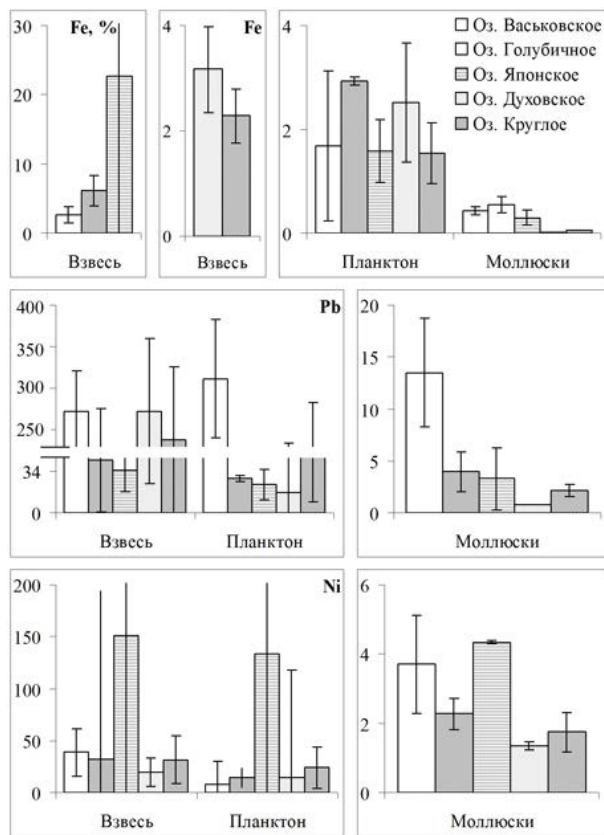 Fe, %
30
20
10
0
Взвесь
Fe
4
2
0
Взвесь
4
2
0
Планктон
Моллюски
Оз. Васьковское
Оз. Голубичное
Оз. Японское
Оз. Духовское
Оз. Круглое
Pb
400
350
300
250
34
0
Взвесь
Планктон
20
15
10
5
0
Моллюски
Ni
200
150
100
50
0
Взвесь
Планктон
6
4
2
0
Моллюски